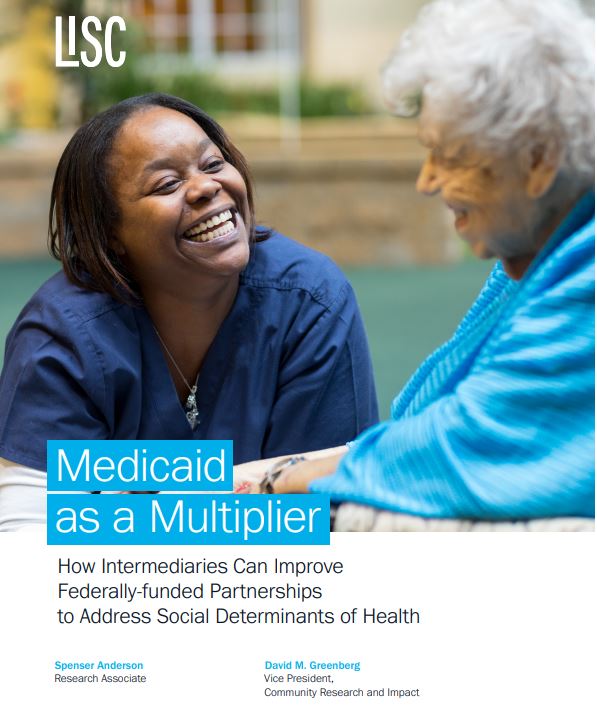 LISC
Medicaid
as a Multiplier
How Intermediaries Can Improve
Federally-funded Partnerships
to Address Social Determinants of Health
Spenser Anderson
Research Associate
David M. Greenberg
Vice President,
Community Research and Impact